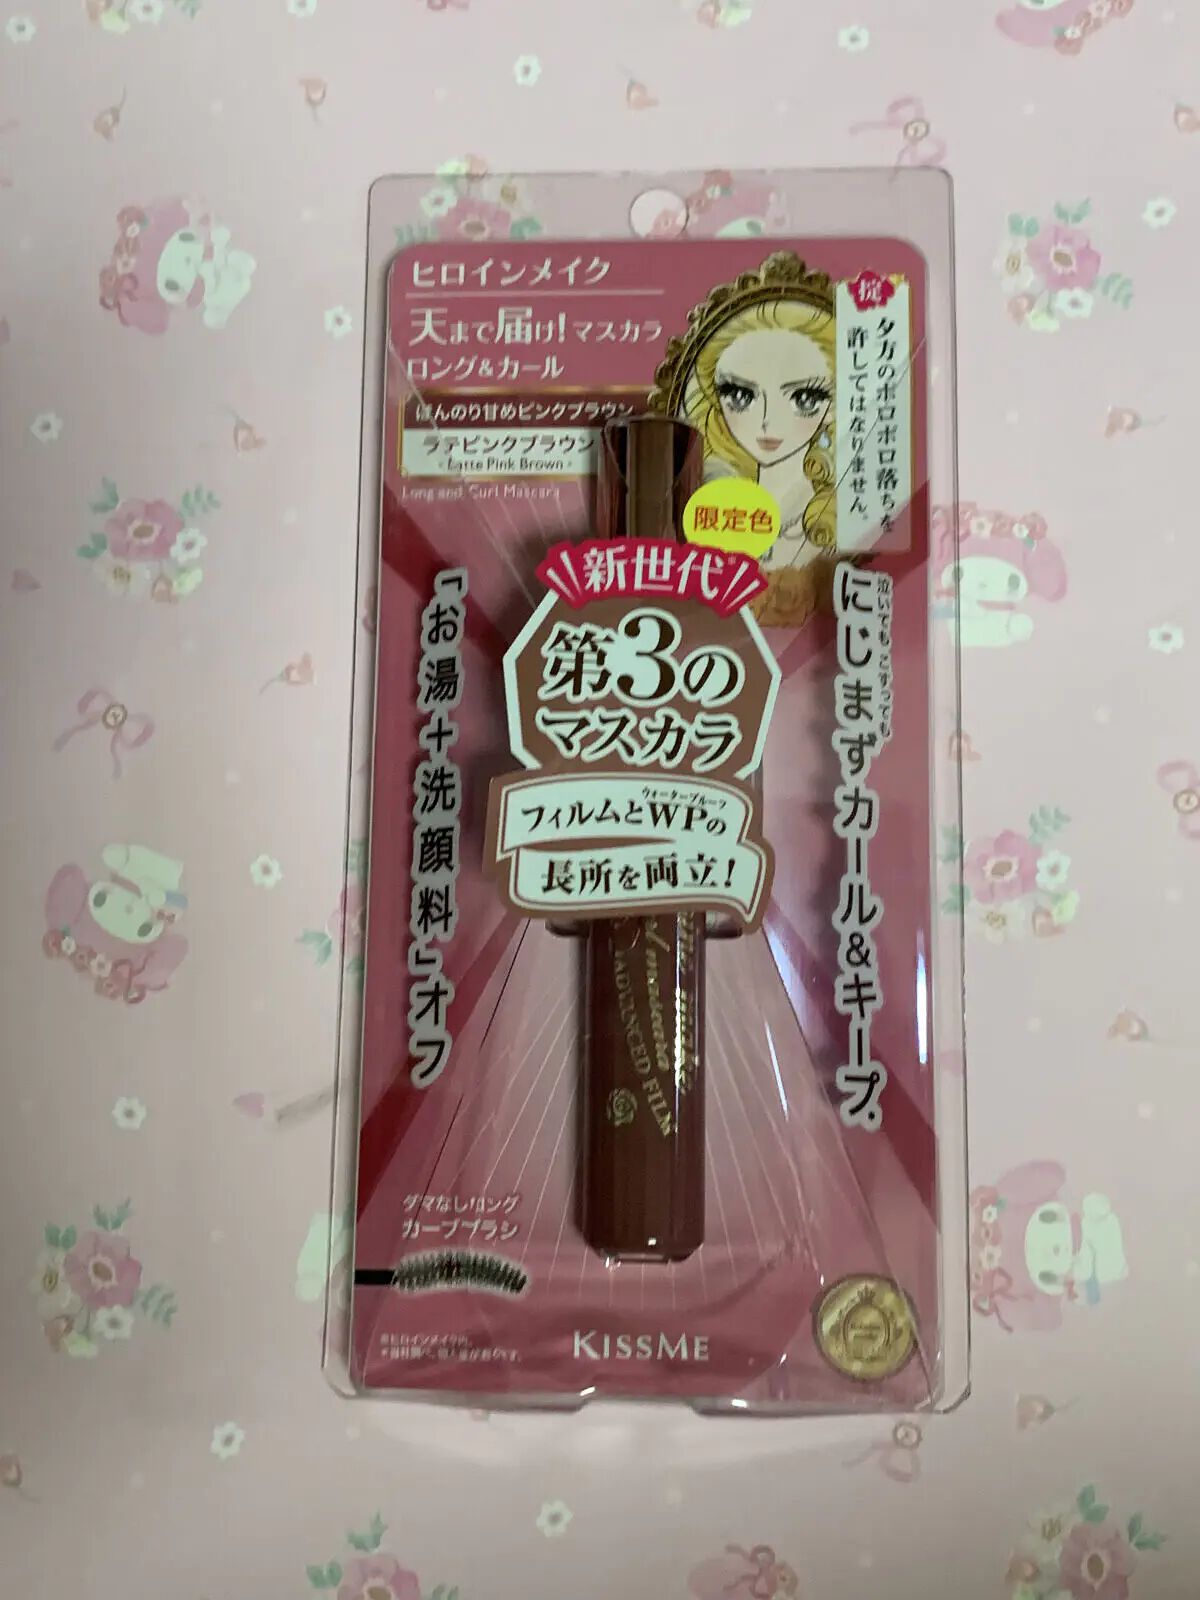 ヒロインメイク
天まで届け!マスカラ
ロング&カール
ほんのり甘めピンクブラウン
ラテピンクブラウン
- Latte Pink Brown -
Long and Curl Mascara
掟
夕方のポロポロ落ちを
許してはなりません。
限定色
新世代
第3の
マスカラ
ウォータープルーフ
フィルムとWPの
長所を両立!
泣いてもこすっても
にじまずカール&キープ.
「お湯+洗顔料」オフ
mascara
ADVANCED FILM
ダマなしロング
カーブブラシ
KISSME